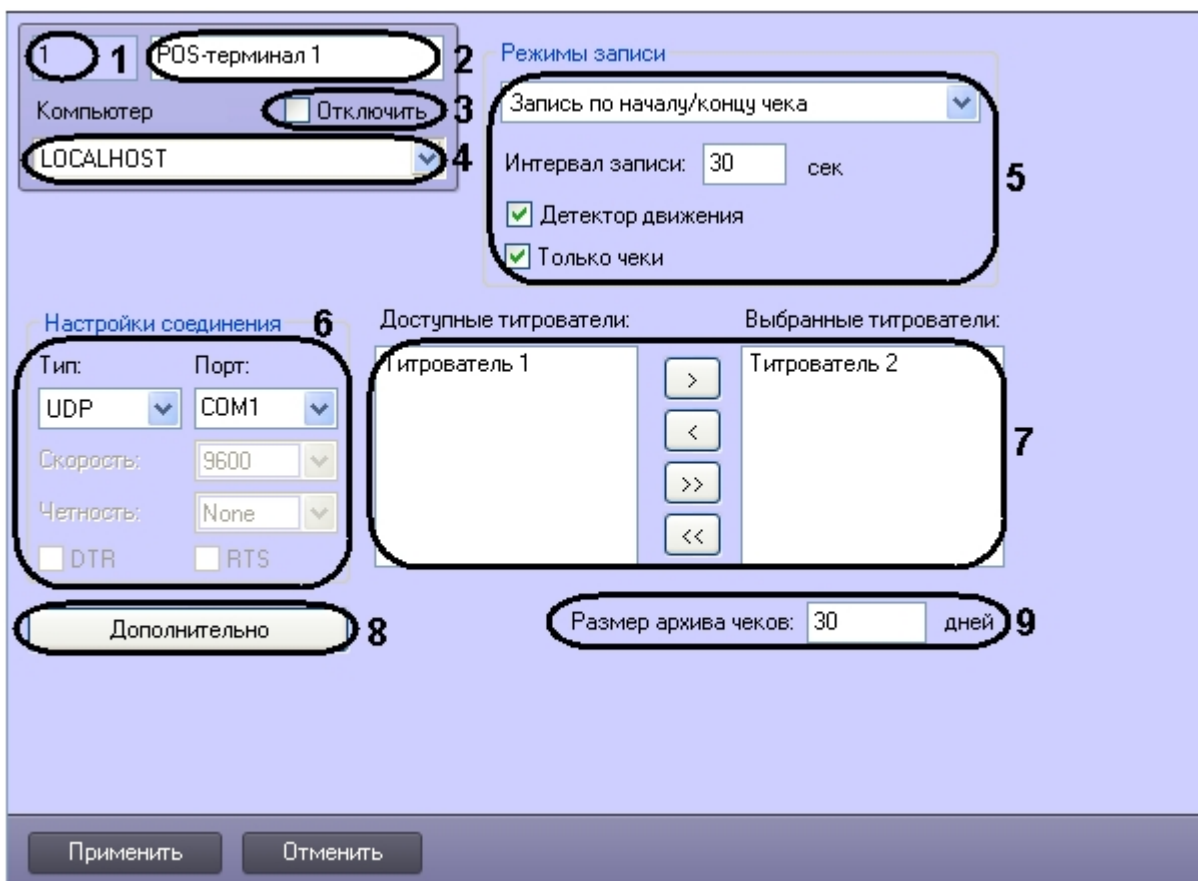 1 1 POS-терминал 1 2
Компьютер Отключить 3
LOCALHOST 4
Режимы записи
Запись по началу/концу чека
Интервал записи: 30 сек 5
Детектор движения
Только чеки
Настройки соединения 6
Тип: Порт:
UDP COM1
Скорость: 9600
Четность: None
DTR RTS
Доступные титрователи: Выбранные титрователи:
Титрователь 1 > Титрователь 2
<
7
>>
<<
Дополнительно 8
Размер архива чеков: 30 дней 9
Применить Отменить